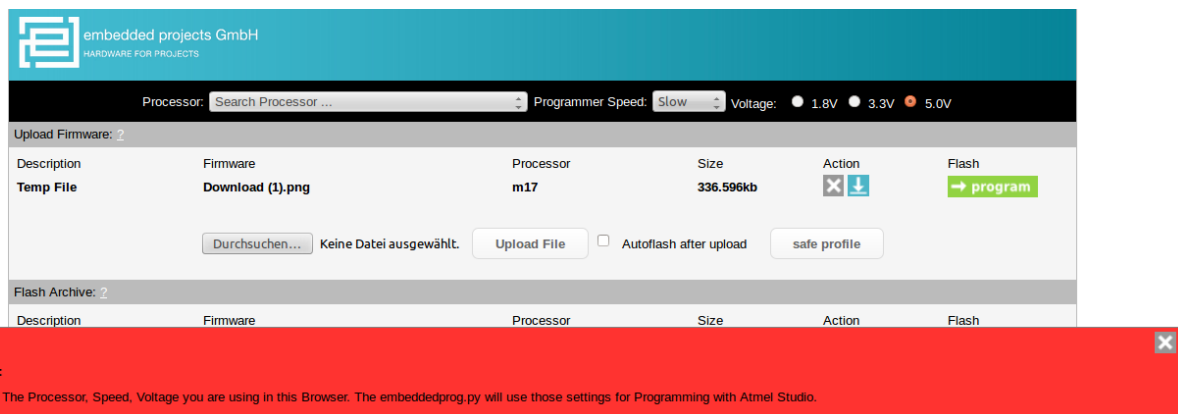 embedded projects GmbH
HARDWARE FOR PROJECTS
Processor: Search Processor ... Programmer Speed: Slow Voltage: 1.8V 3.3V 5.0V
Upload Firmware: ?
Description Firmware Processor Size Action Flash
Temp File Download (1).png m17 336.596kb → program
Durchsuchen... Keine Datei ausgewählt. Upload File Autoflash after upload safe profile
Flash Archive: ?
Description Firmware Processor Size Action Flash
:
The Processor, Speed, Voltage you are using in this Browser. The embeddedprog.py will use those settings for Programming with Atmel Studio.